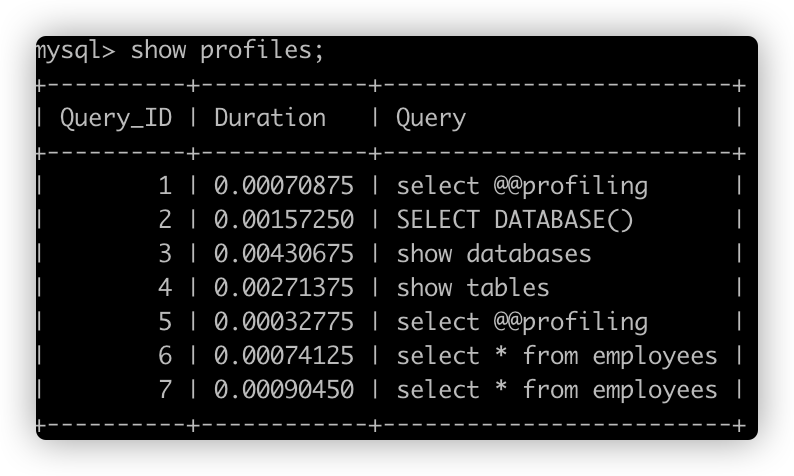 mysql> show profiles;
+----------+------------+-------------------------+
| Query_ID | Duration   | Query                   |
+----------+------------+-------------------------+
|        1 | 0.00070875 | select @@profiling      |
|        2 | 0.00157250 | SELECT DATABASE()       |
|        3 | 0.00430675 | show databases          |
|        4 | 0.00271375 | show tables             |
|        5 | 0.00032775 | select @@profiling      |
|        6 | 0.00074125 | select * from employees |
|        7 | 0.00090450 | select * from employees |
+----------+------------+-------------------------+